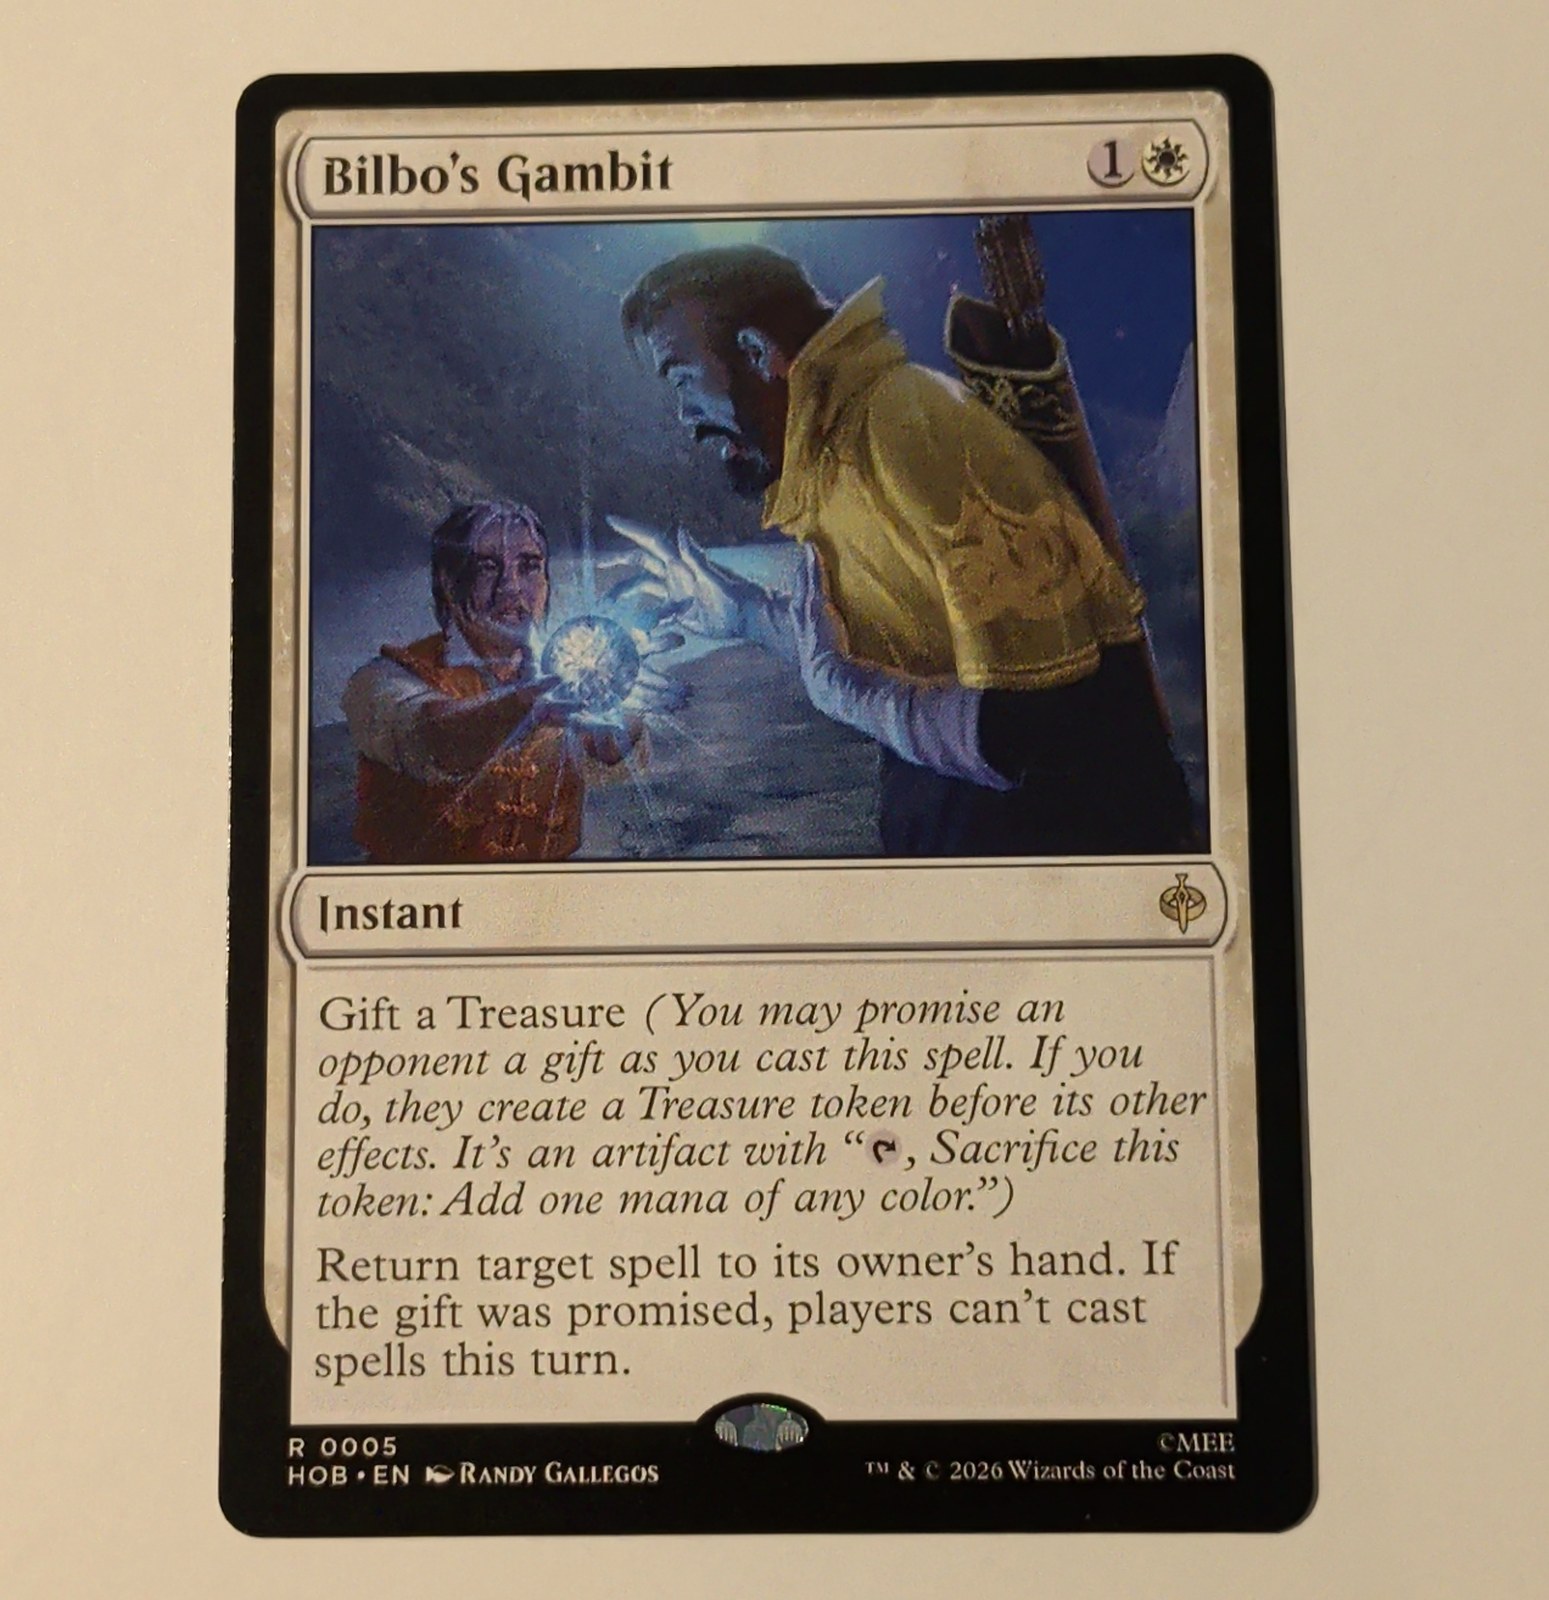 Bilbo's Gambit 1
Instant
Gift a Treasure (You may promise an
opponent a gift as you cast this spell. If you
do, they create a Treasure token before its other
effects. It's an artifact with “, Sacrifice this
token: Add one mana of any color.”)
Return target spell to its owner's hand. If
the gift was promised, players can't cast
spells this turn.
R 0005 ©MEE
HOB • EN Randy Gallegos ™ & © 2026 Wizards of the Coast